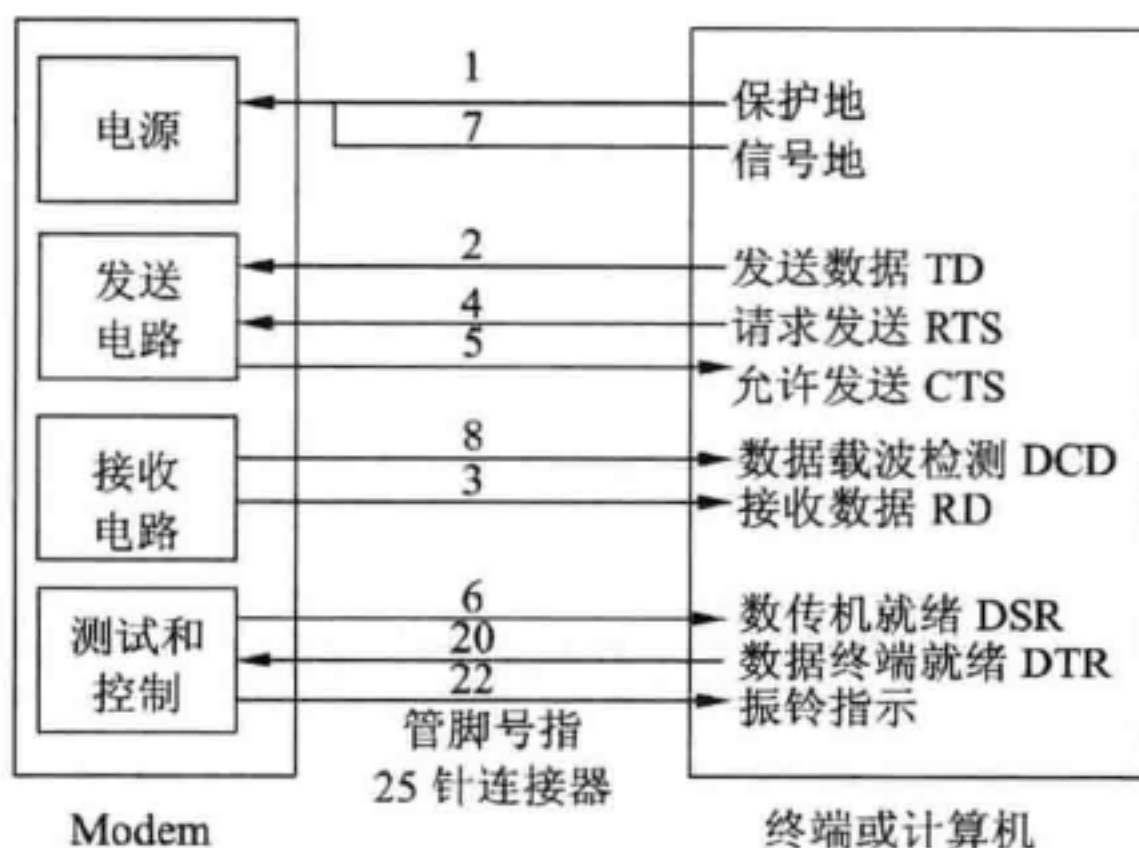 电源
1
7
保护地
信号地
发送
电路
2
4
5
发送数据 TD
请求发送 RTS
允许发送 CTS
接收
电路
8
3
数据载波检测 DCD
接收数据 RD
测试和
控制
6
20
22
数传机就绪 DSR
数据终端就绪 DTR
振铃指示
管脚号指
25 针连接器
Modem
终端或计算机